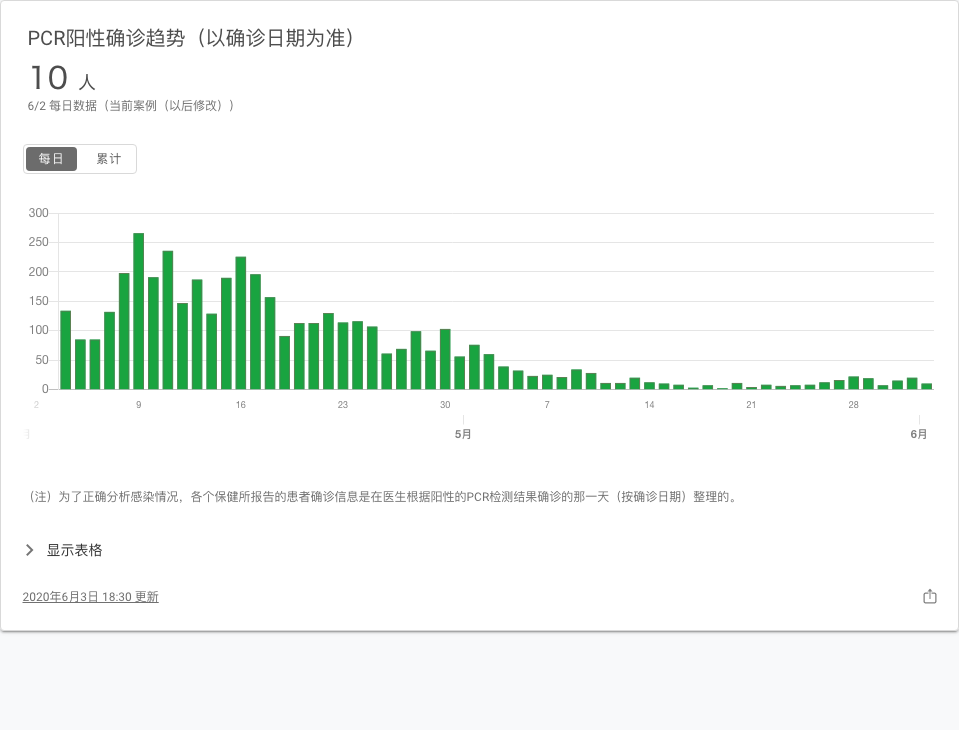 PCR阳性确诊趋势（以确诊日期为准）
10 人
6/2 每日数据（当前案例（以后修改））
每日 累计
300
250
200
150
100
50
0
2 9 16 23 30 7 14 21 28
5月 6月
（注）为了正确分析感染情况，各个保健所报告的患者确诊信息是在医生根据阳性的PCR检测结果确诊的那一天（按确诊日期）整理的。
显示表格
2020年6月3日 18:30 更新